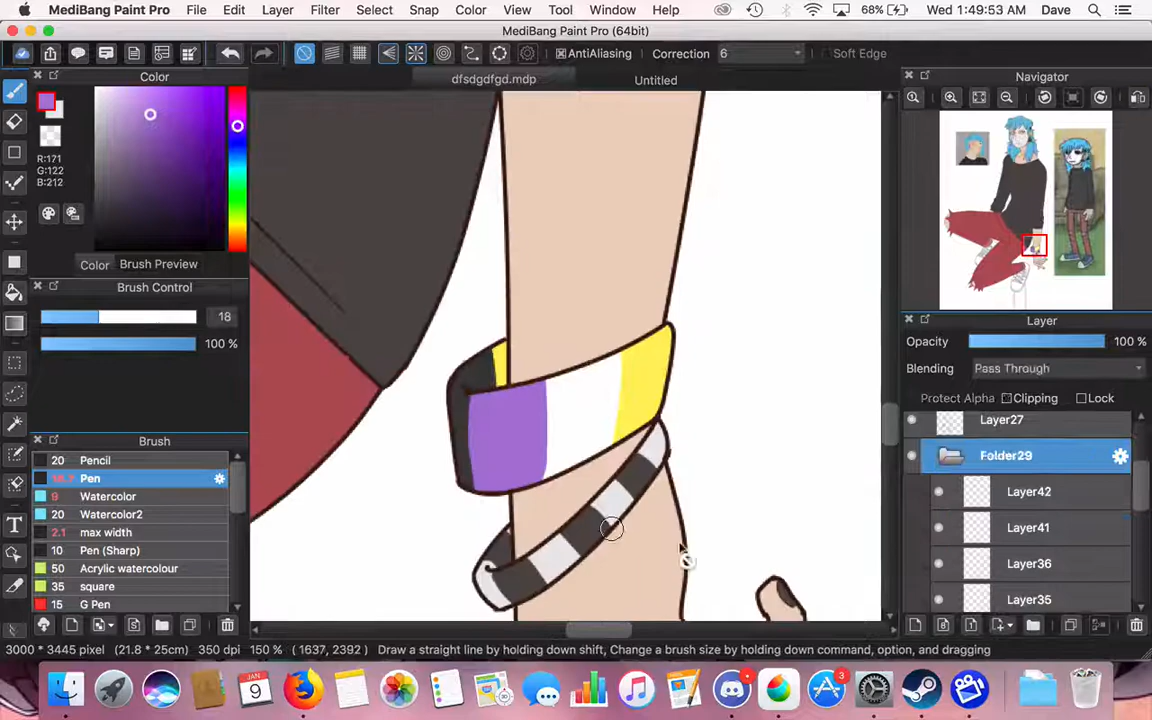 MediBang Paint Pro File Edit Layer Filter Select Snap Color View Tool Window Help 68% Wed 1:49:53 AM Dave
MediBang Paint Pro (64bit)
AntiAliasing Correction 6 Soft Edge
dfsdgdfgd.mdp Untitled
Color
R:171
G:122
B:212
Color Brush Preview
Brush Control
18
100 %
Brush
20 Pencil
Pen
9 Watercolor
20 Watercolor2
2.1 max width
10 Pen (Sharp)
50 Acrylic watercolour
35 square
15 G Pen
Navigator
Layer
Opacity 100 %
Blending Pass Through
Protect Alpha Clipping Lock
Layer27
Folder29
Layer42
Layer41
Layer36
Layer35
3000 * 3445 pixel (21.8 * 25cm) 350 dpi 150 % (1637, 2392) Draw a straight line by holding down shift, Change a brush size by holding down command, option, and dragging
JAN
9
3